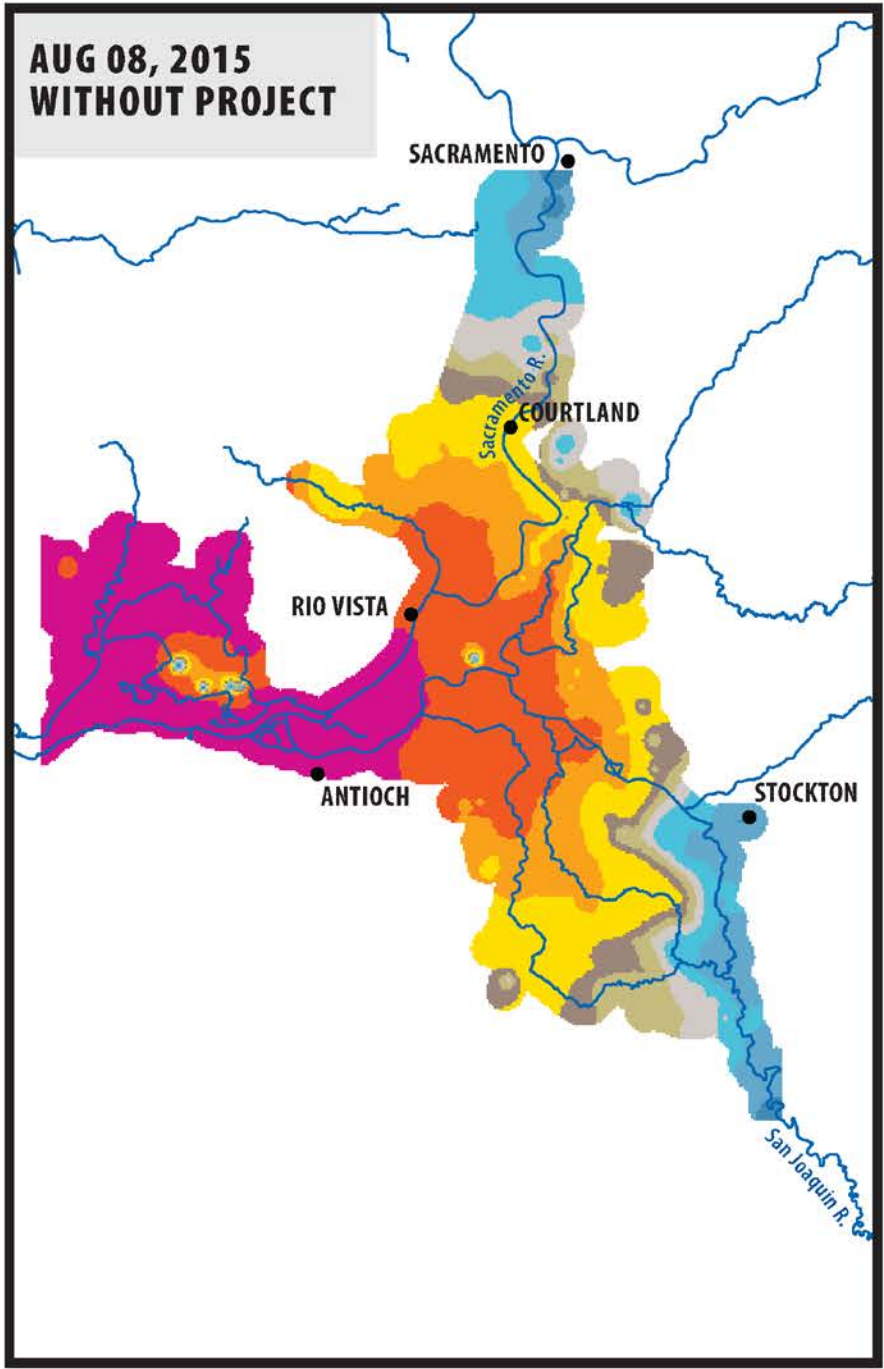 AUG 08, 2015
WITHOUT PROJECT
SACRAMENTO
Sacramento R.
COURTLAND
RIO VISTA
ANTIOCH
STOCKTON
San Joaquin R.